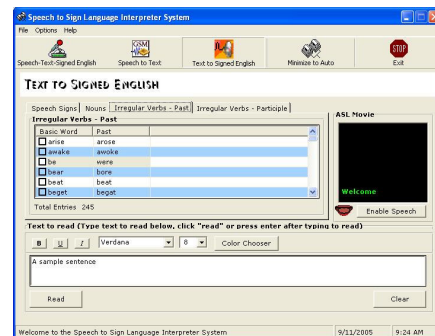 Speech to Sign Language Interpreter System
File Options Help
GSM
STOP
Speech-Text-Signed English Speech to Text Text to Signed English Minimize to Auto Exit
TEXT TO SIGNED ENGLISH
Speech Signs Nouns Irregular Verbs - Past Irregular Verbs - Participle
Irregular Verbs - Past
Basic Word Past
arise arose
awake awoke
be were
bear bore
beat beat
beget begat
Total Entries 245
ASL Movie
Welcome
Enable Speech
Text to read (Type text to read below, click "read" or press enter after typing to read)
B U I Verdana 8 Color Chooser
A sample sentence
Read Clear
Welcome to the Speech to Sign Language Interpreter System 9/11/2005 9:24 AM